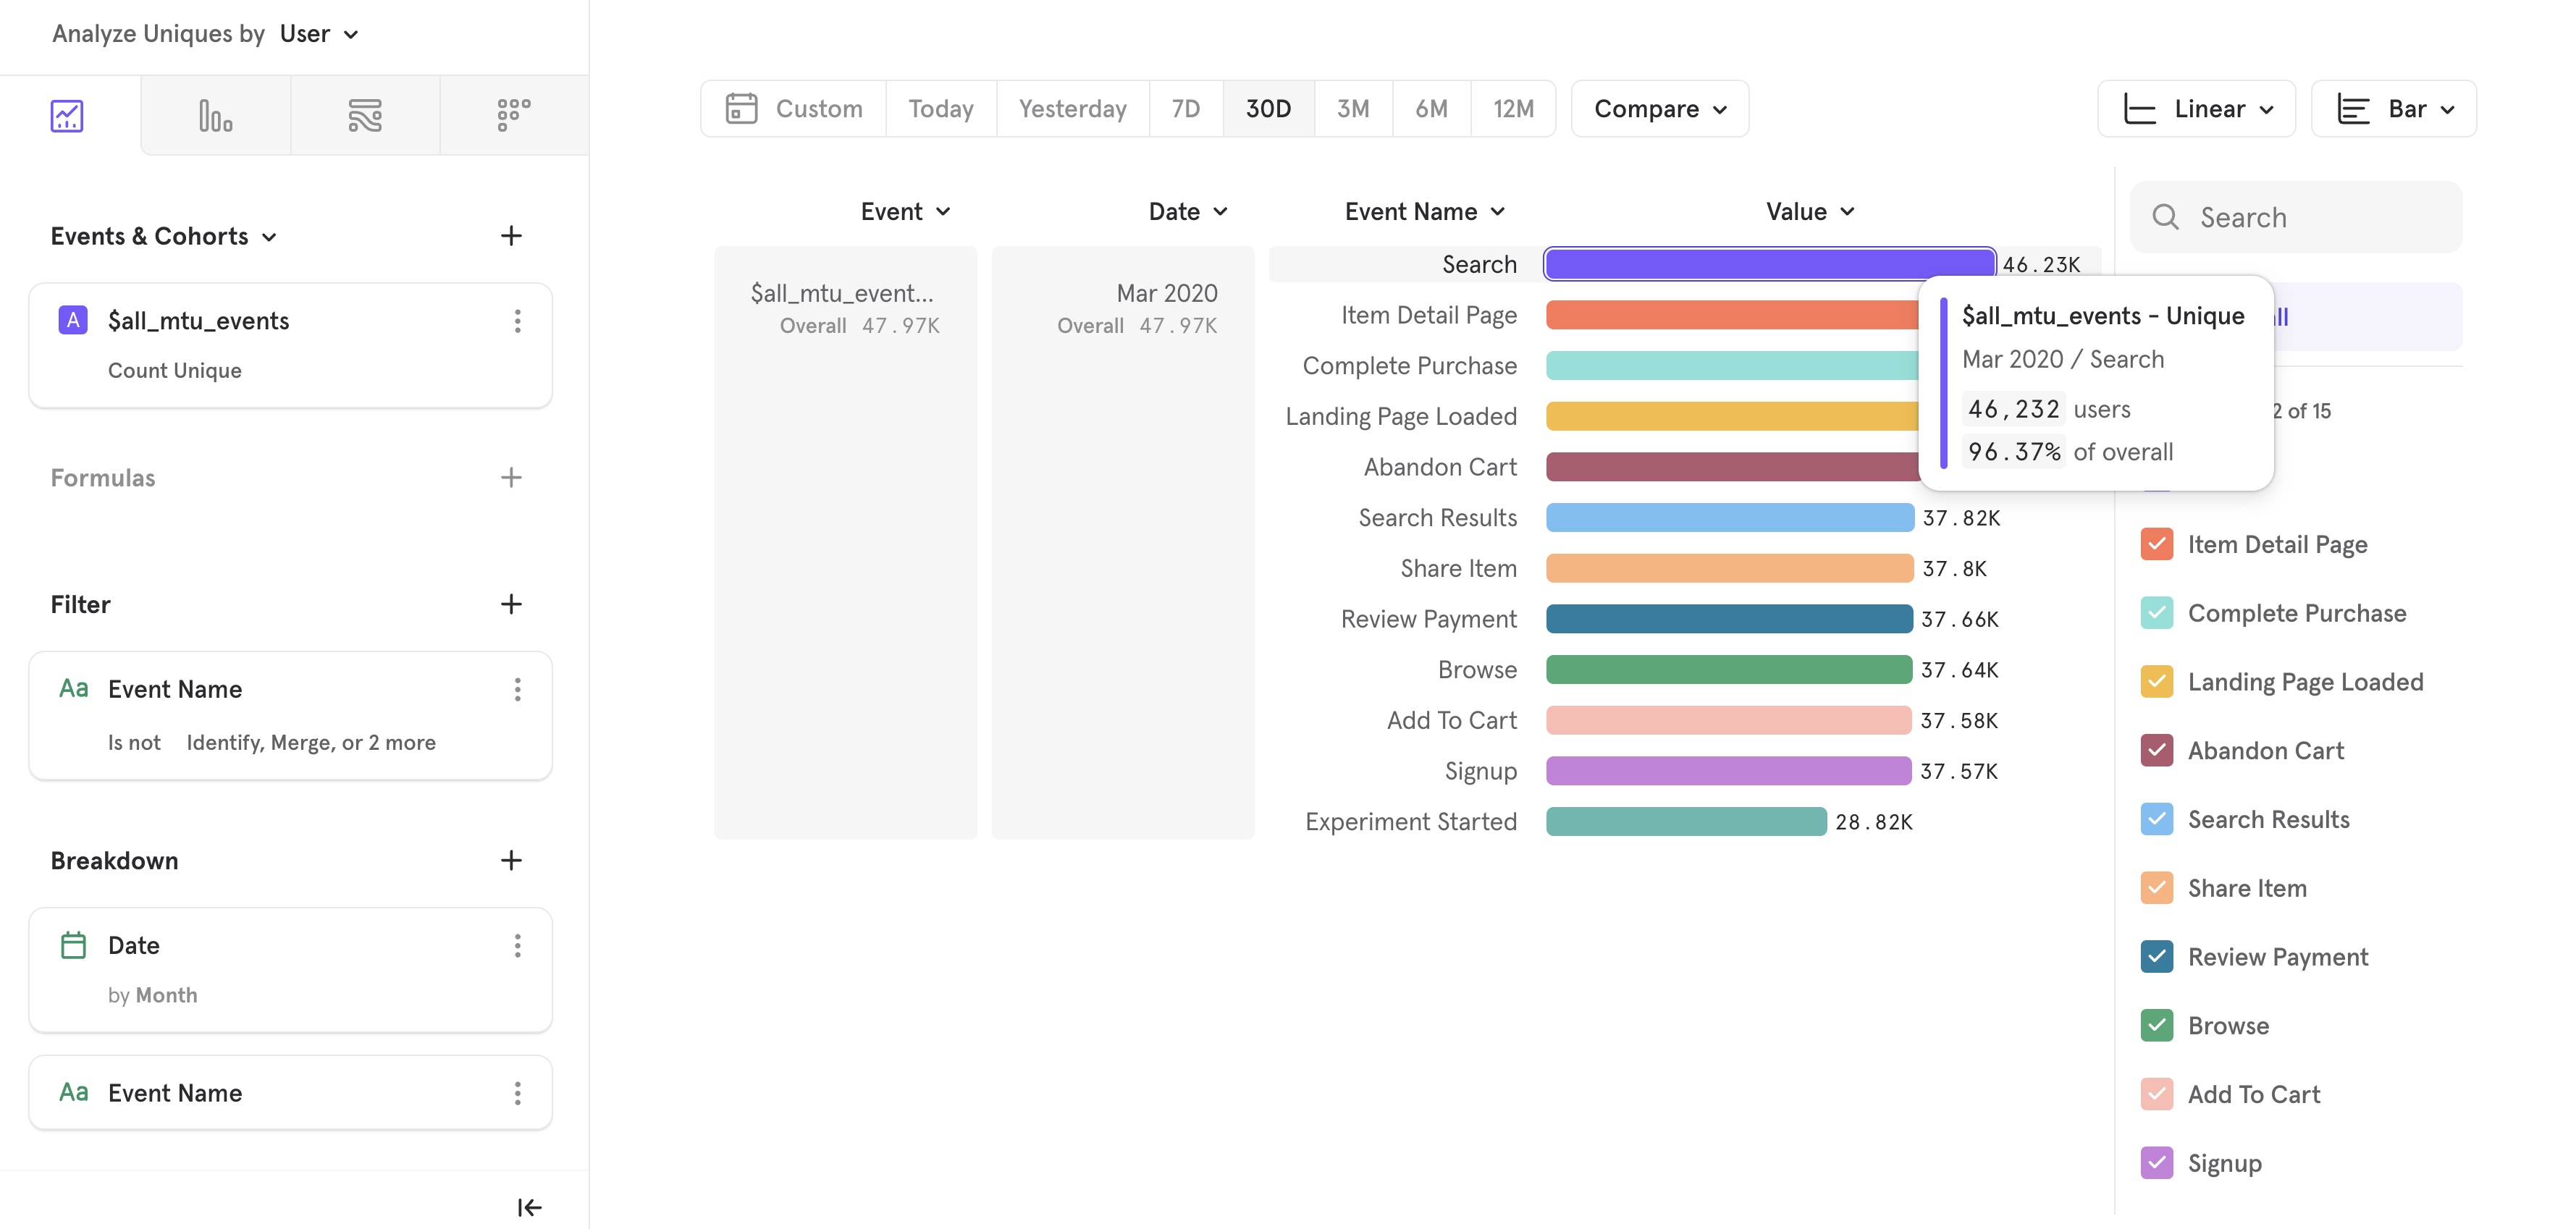 Analyze Uniques by User
Events & Cohorts
A $all_mtu_events
Count Unique
Formulas
Filter
Aa Event Name
Is not Identify, Merge, or 2 more
Breakdown
Date
by Month
Aa Event Name
Custom Today Yesterday 7D 30D 3M 6M 12M Compare Linear Bar
Event Date Event Name Value
$all_mtu_event...
Overall 47.97K
Mar 2020
Overall 47.97K
Search 46.23K
Item Detail Page
Complete Purchase
Landing Page Loaded
Abandon Cart
Search Results 37.82K
Share Item 37.8K
Review Payment 37.66K
Browse 37.64K
Add To Cart 37.58K
Signup 37.57K
Experiment Started 28.82K
$all_mtu_events - Unique
Mar 2020 / Search
46,232 users
96.37% of overall
Search
2 of 15
Item Detail Page
Complete Purchase
Landing Page Loaded
Abandon Cart
Search Results
Share Item
Review Payment
Browse
Add To Cart
Signup